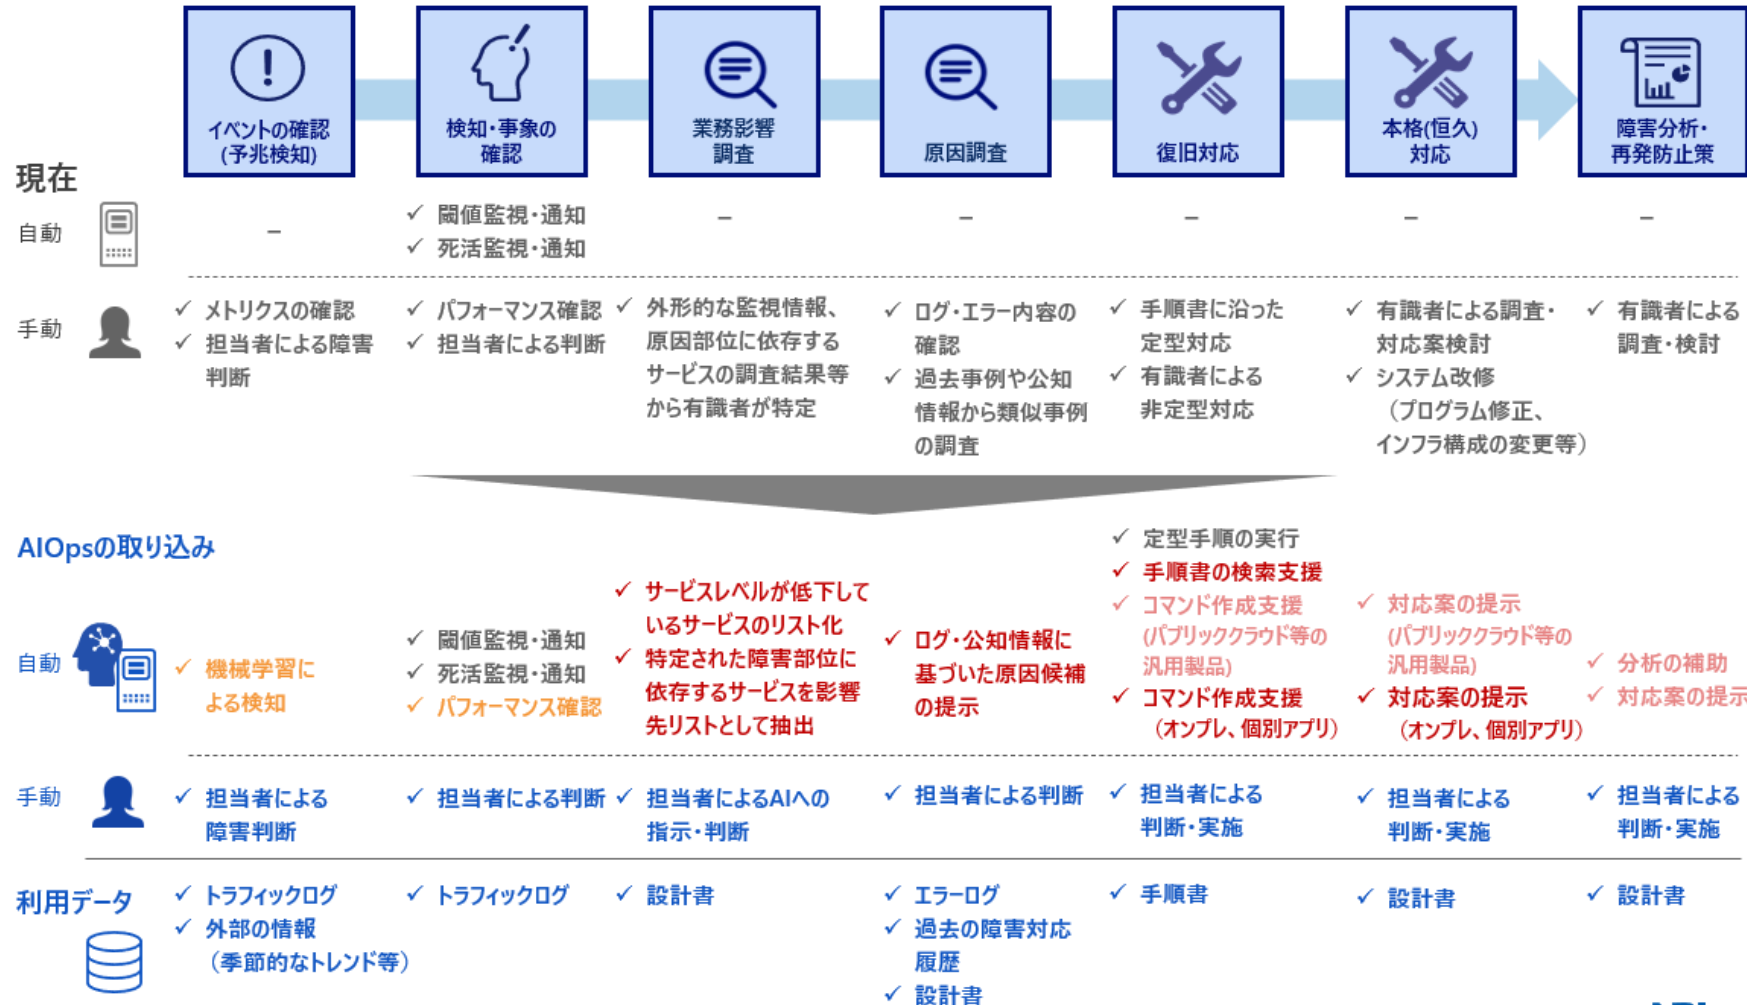 イベントの確認
(予兆検知)
検知・事象の
確認
業務影響
調査
原因調査
復旧対応
本格(恒久)
対応
障害分析・
再発防止策
現在
自動
–
✓ 閾値監視・通知
✓ 死活監視・通知
–
–
–
–
–
手動
✓ メトリクスの確認
✓ 担当者による障害
判断
✓ パフォーマンス確認
✓ 担当者による判断
✓ 外形的な監視情報、
原因部位に依存する
サービスの調査結果等
から有識者が特定
✓ ログ・エラー内容の
確認
✓ 過去事例や公知
情報から類似事例
の調査
✓ 手順書に沿った
定型対応
✓ 有識者による
非定型対応
✓ 有識者による調査・
対応案検討
✓ システム改修
(プログラム修正、
インフラ構成の変更等)
✓ 有識者による
調査・検討
AIOpsの取り込み
自動
✓ 機械学習に
よる検知
✓ 閾値監視・通知
✓ 死活監視・通知
✓ パフォーマンス確認
✓ サービスレベルが低下して
いるサービスのリスト化
✓ 特定された障害部位に
依存するサービスを影響
先リストとして抽出
✓ ログ・公知情報に
基づいた原因候補
の提示
✓ 定型手順の実行
✓ 手順書の検索支援
✓ コマンド作成支援
(パブリッククラウド等の
汎用製品)
✓ コマンド作成支援
(オンプレ、個別アプリ)
✓ 対応案の提示
(パブリッククラウド等の
汎用製品)
✓ 対応案の提示
(オンプレ、個別アプリ)
✓ 分析の補助
✓ 対応案の提示
手動
✓ 担当者による
障害判断
✓ 担当者による判断
✓ 担当者によるAIへの
指示・判断
✓ 担当者による判断
✓ 担当者による
判断・実施
✓ 担当者による
判断・実施
✓ 担当者による
判断・実施
利用データ
✓ トラフィックログ
✓ 外部の情報
(季節的なトレンド等)
✓ トラフィックログ
✓ 設計書
✓ エラーログ
✓ 過去の障害対応
履歴
✓ 設計書
✓ 手順書
✓ 設計書
✓ 設計書